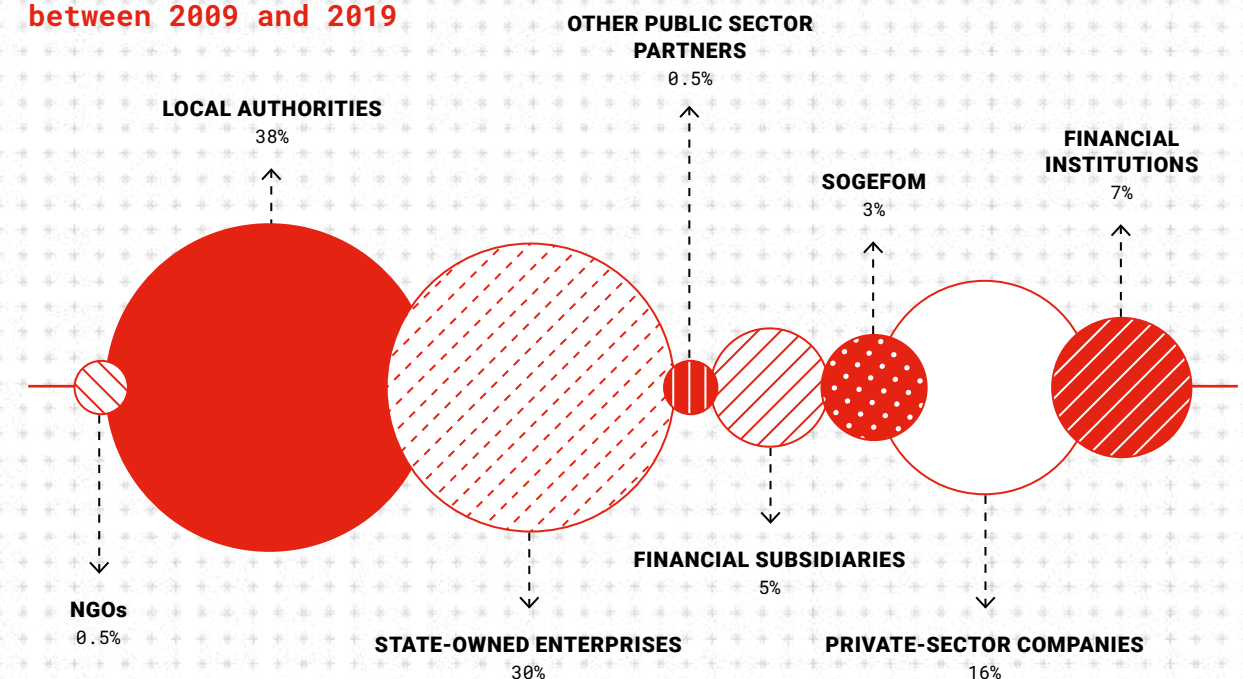 between 2009 and 2019
OTHER PUBLIC SECTOR
PARTNERS
0.5%
LOCAL AUTHORITIES
38%
FINANCIAL
INSTITUTIONS
7%
SOGEFOM
3%
FINANCIAL SUBSIDIARIES
5%
NGOs
0.5%
STATE-OWNED ENTERPRISES
30%
PRIVATE-SECTOR COMPANIES
16%